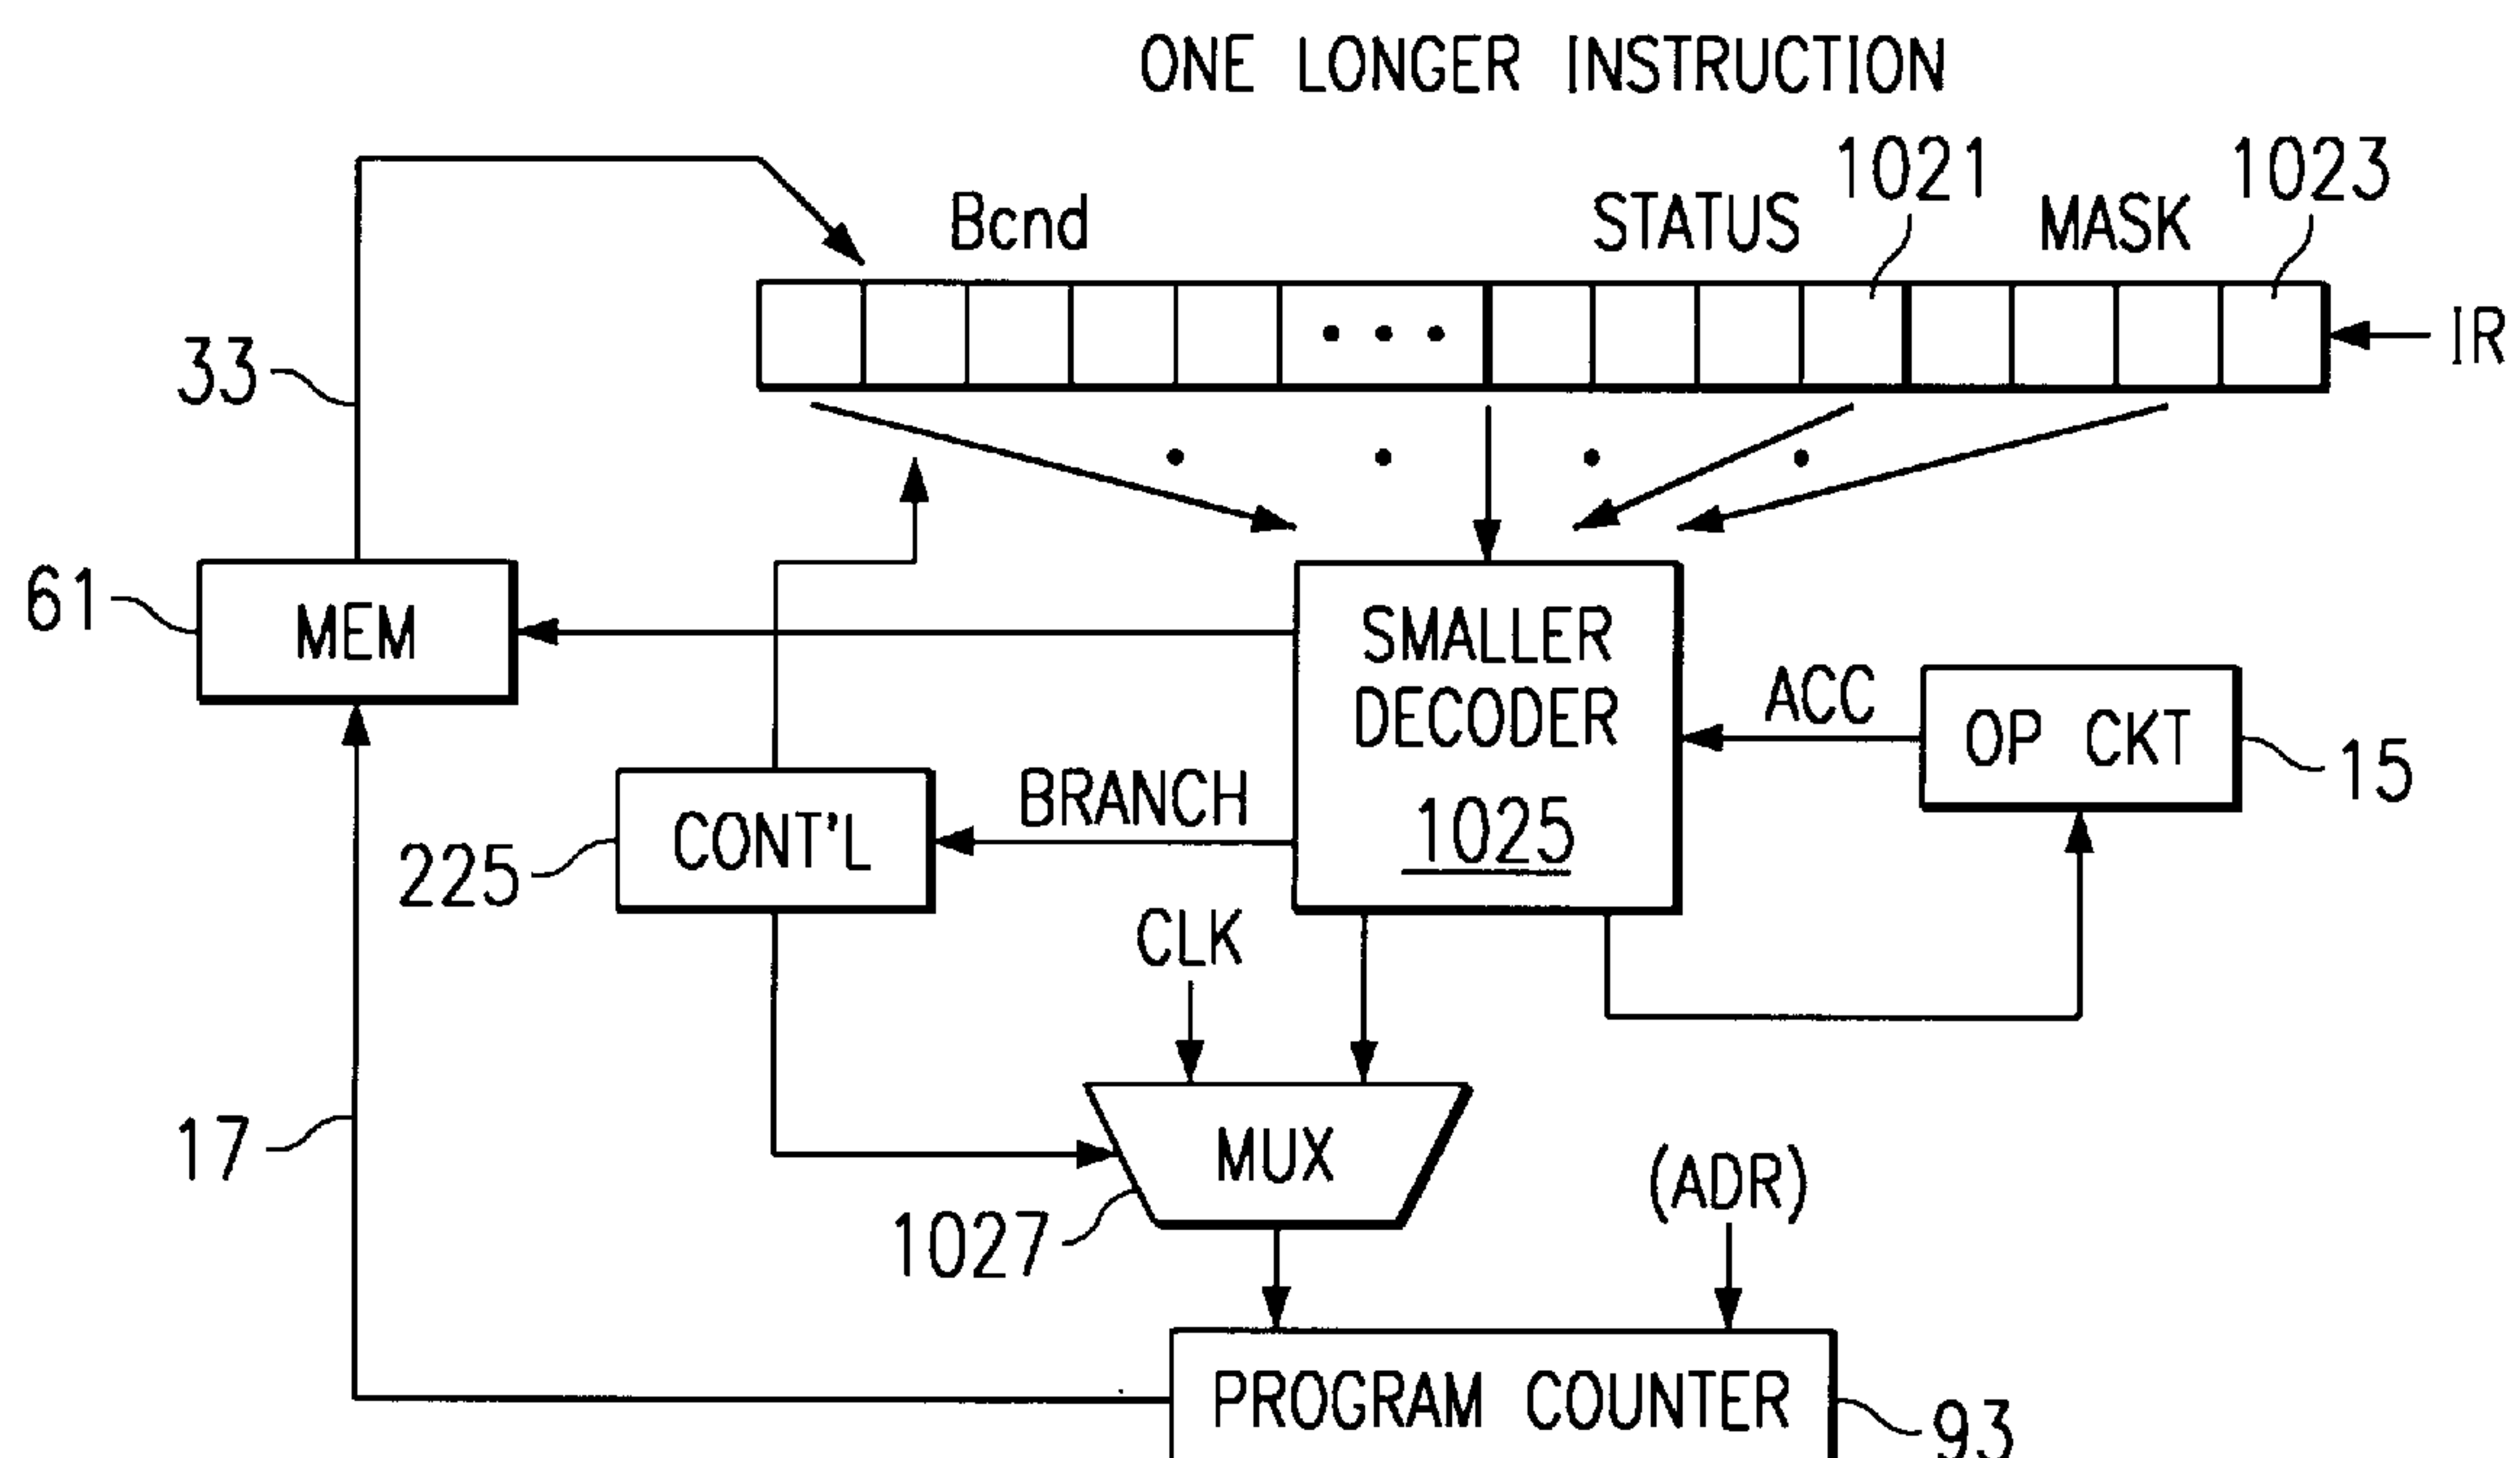 ONE LONGER INSTRUCTION
1021
1023
Bcnd
STATUS
MASK
IR
33
61
MEM
SMALLER
DECODER
1025
ACC
OP CKT
15
BRANCH
CONT'L
225
CLK
17
MUX
1027
(ADR)
PROGRAM COUNTER
93